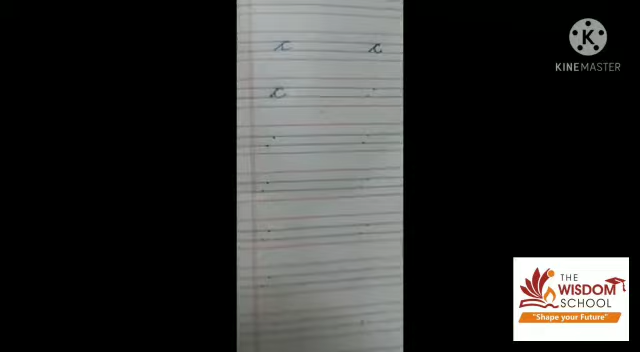 c c
c
KINEMASTER
THE
WISDOM
SCHOOL
"Shape your Future"